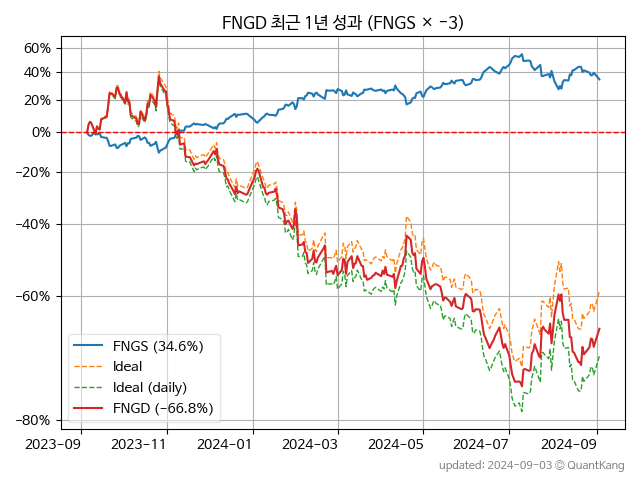 FNGD 최근 1년 성과 (FNGS × −3)
60%
40%
20%
0%
−20%
−40%
−60%
−80%
FNGS (34.6%)
Ideal
Ideal (daily)
FNGD (−66.8%)
2023-09 2023-11 2024-01 2024-03 2024-05 2024-07 2024-09
updated: 2024-09-03 © QuantKang